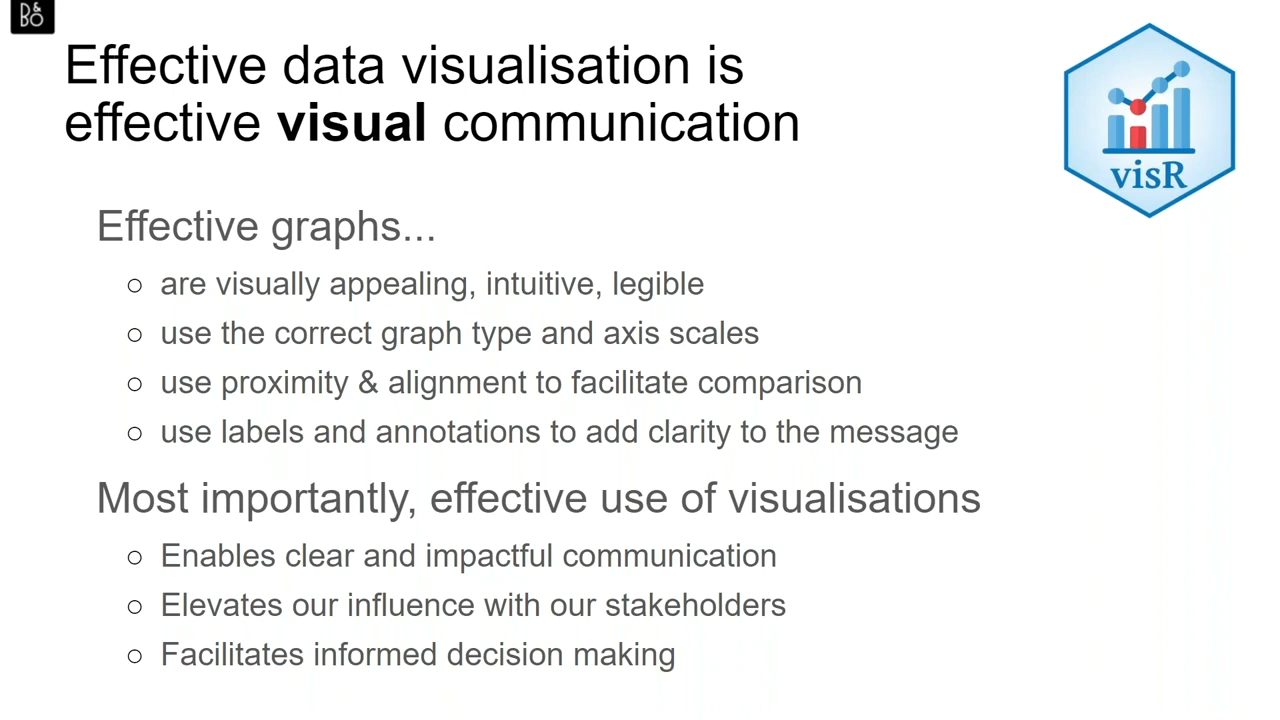 B&O
Effective data visualisation is
effective visual communication
visR
Effective graphs...
○ are visually appealing, intuitive, legible
○ use the correct graph type and axis scales
○ use proximity & alignment to facilitate comparison
○ use labels and annotations to add clarity to the message
Most importantly, effective use of visualisations
○ Enables clear and impactful communication
○ Elevates our influence with our stakeholders
○ Facilitates informed decision making